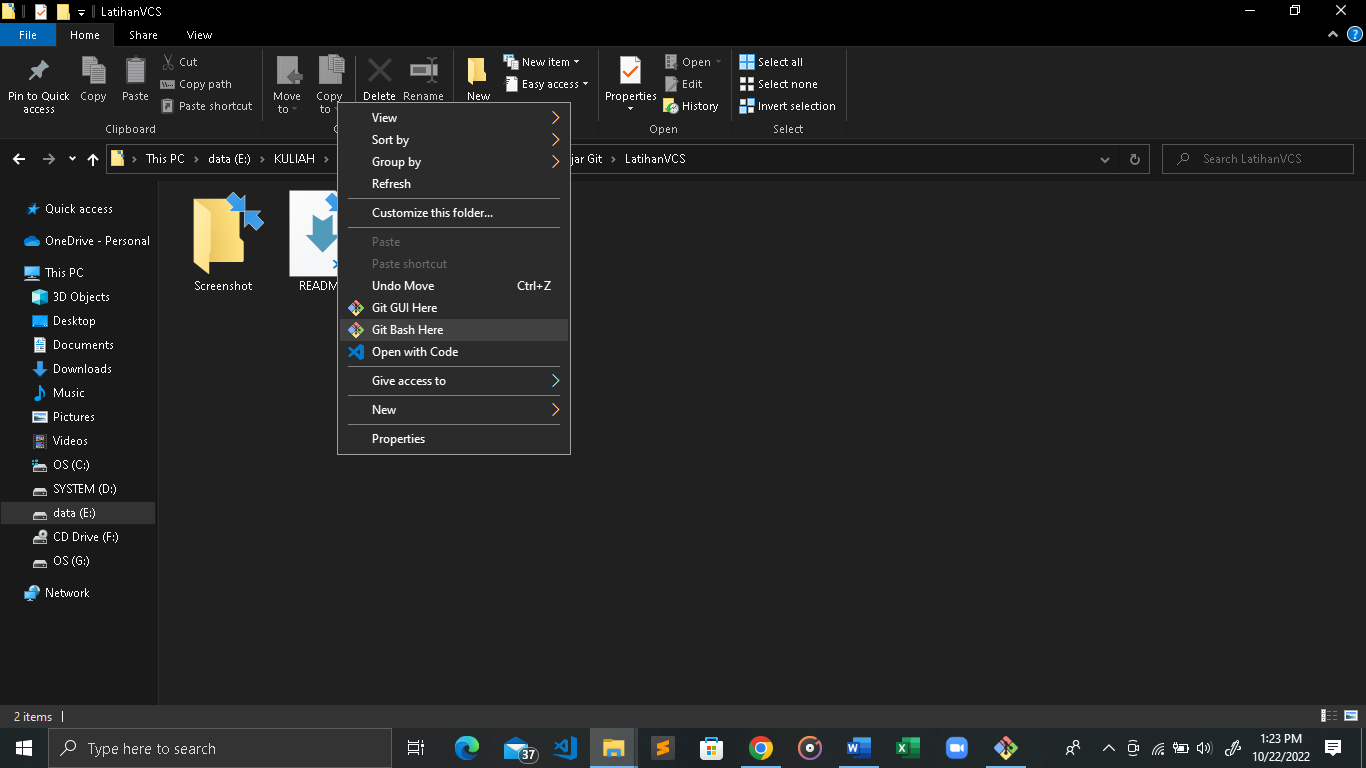 LatihanVCS
File Home Share View
Pin to Quick access
Copy
Paste
Cut
Copy path
Paste shortcut
Clipboard
Move to
Copy to
Delete
Rename
New
New item
Easy access
Properties
Open
Edit
History
Open
Select all
Select none
Invert selection
Select
This PC data (E:) KULIAH jar Git LatihanVCS
Search LatihanVCS
Quick access
OneDrive - Personal
This PC
3D Objects
Desktop
Documents
Downloads
Music
Pictures
Videos
OS (C:)
SYSTEM (D:)
data (E:)
CD Drive (F:)
OS (G:)
Network
Screenshot
READM
View
Sort by
Group by
Refresh
Customize this folder...
Paste
Paste shortcut
Undo Move Ctrl+Z
Git GUI Here
Git Bash Here
Open with Code
Give access to
New
Properties
2 items
Type here to search
37
1:23 PM
10/22/2022